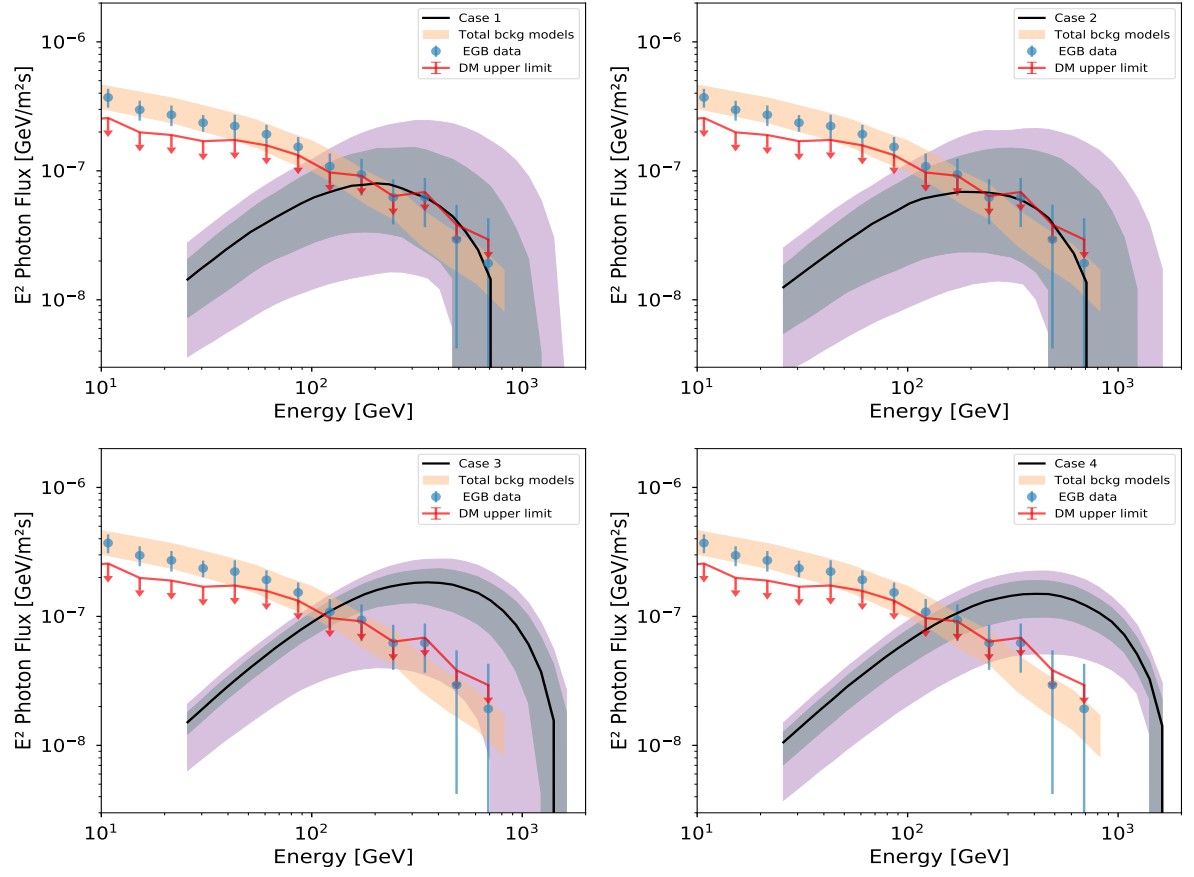 Case 1
Total bckg models
EGB data
DM upper limit
10⁻⁶
10⁻⁷
10⁻⁸
E² Photon Flux [GeV/m²s]
10¹
10²
10³
Energy [GeV]
Case 2
Total bckg models
EGB data
DM upper limit
10⁻⁶
10⁻⁷
10⁻⁸
E² Photon Flux [GeV/m²s]
10¹
10²
10³
Energy [GeV]
Case 3
Total bckg models
EGB data
DM upper limit
10⁻⁶
10⁻⁷
10⁻⁸
E² Photon Flux [GeV/m²s]
10¹
10²
10³
Energy [GeV]
Case 4
Total bckg models
EGB data
DM upper limit
10⁻⁶
10⁻⁷
10⁻⁸
E² Photon Flux [GeV/m²s]
10¹
10²
10³
Energy [GeV]